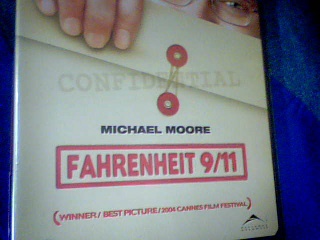 CONFIDENTIAL
MICHAEL MOORE
FAHRENHEIT 9/11
(WINNER / BEST PICTURE / 2004 CANNES FILM FESTIVAL)